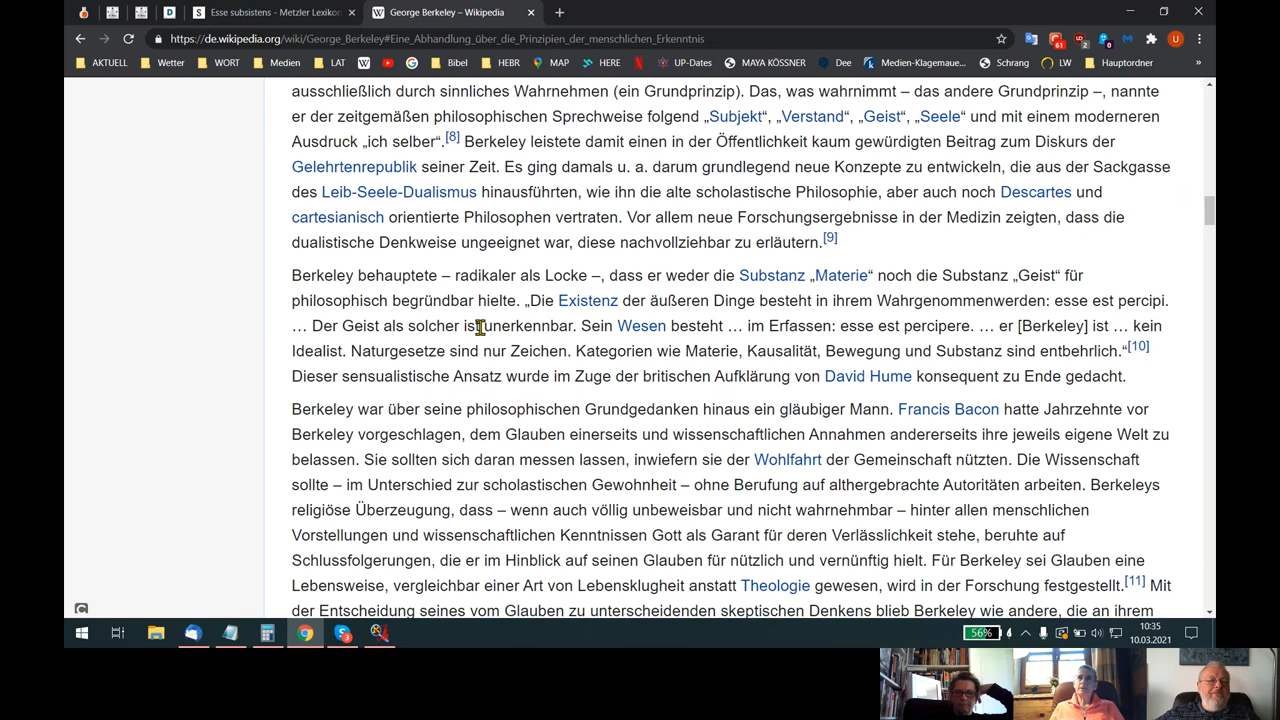 Esse subsistens - Metzler Lexikon
George Berkeley – Wikipedia
https://de.wikipedia.org/wiki/George_Berkeley#Eine_Abhandlung_über_die_Prinzipien_der_menschlichen_Erkenntnis
AKTUELL Wetter WORT Medien LAT Bibel HEBR MAP HERE UP-Dates MAYA KÖSSNER Dee Medien-Klagemaue... Schrang LW Hauptordner
ausschließlich durch sinnliches Wahrnehmen (ein Grundprinzip). Das, was wahrnimmt – das andere Grundprinzip –, nannte
er der zeitgemäßen philosophischen Sprechweise folgend „Subjekt“, „Verstand“, „Geist“, „Seele“ und mit einem moderneren
Ausdruck „ich selber“.[8] Berkeley leistete damit einen in der Öffentlichkeit kaum gewürdigten Beitrag zum Diskurs der
Gelehrtenrepublik seiner Zeit. Es ging damals u. a. darum grundlegend neue Konzepte zu entwickeln, die aus der Sackgasse
des Leib-Seele-Dualismus hinausführten, wie ihn die alte scholastische Philosophie, aber auch noch Descartes und
cartesianisch orientierte Philosophen vertraten. Vor allem neue Forschungsergebnisse in der Medizin zeigten, dass die
dualistische Denkweise ungeeignet war, diese nachvollziehbar zu erläutern.[9]
Berkeley behauptete – radikaler als Locke –, dass er weder die Substanz „Materie“ noch die Substanz „Geist“ für
philosophisch begründbar hielte. „Die Existenz der äußeren Dinge besteht in ihrem Wahrgenommenwerden: esse est percipi.
… Der Geist als solcher ist unerkennbar. Sein Wesen besteht … im Erfassen: esse est percipere. … er [Berkeley] ist … kein
Idealist. Naturgesetze sind nur Zeichen. Kategorien wie Materie, Kausalität, Bewegung und Substanz sind entbehrlich.“[10]
Dieser sensualistische Ansatz wurde im Zuge der britischen Aufklärung von David Hume konsequent zu Ende gedacht.
Berkeley war über seine philosophischen Grundgedanken hinaus ein gläubiger Mann. Francis Bacon hatte Jahrzehnte vor
Berkeley vorgeschlagen, dem Glauben einerseits und wissenschaftlichen Annahmen andererseits ihre jeweils eigene Welt zu
belassen. Sie sollten sich daran messen lassen, inwiefern sie der Wohlfahrt der Gemeinschaft nützten. Die Wissenschaft
sollte – im Unterschied zur scholastischen Gewohnheit – ohne Berufung auf althergebrachte Autoritäten arbeiten. Berkeleys
religiöse Überzeugung, dass – wenn auch völlig unbeweisbar und nicht wahrnehmbar – hinter allen menschlichen
Vorstellungen und wissenschaftlichen Kenntnissen Gott als Garant für deren Verlässlichkeit stehe, beruhte auf
Schlussfolgerungen, die er im Hinblick auf seinen Glauben für nützlich und vernünftig hielt. Für Berkeley sei Glauben eine
Lebensweise, vergleichbar einer Art von Lebensklugheit anstatt Theologie gewesen, wird in der Forschung festgestellt.[11] Mit
der Entscheidung seines vom Glauben zu unterscheidenden skeptischen Denkens blieb Berkeley wie andere, die an ihrem
56%
10:35
10.03.2021